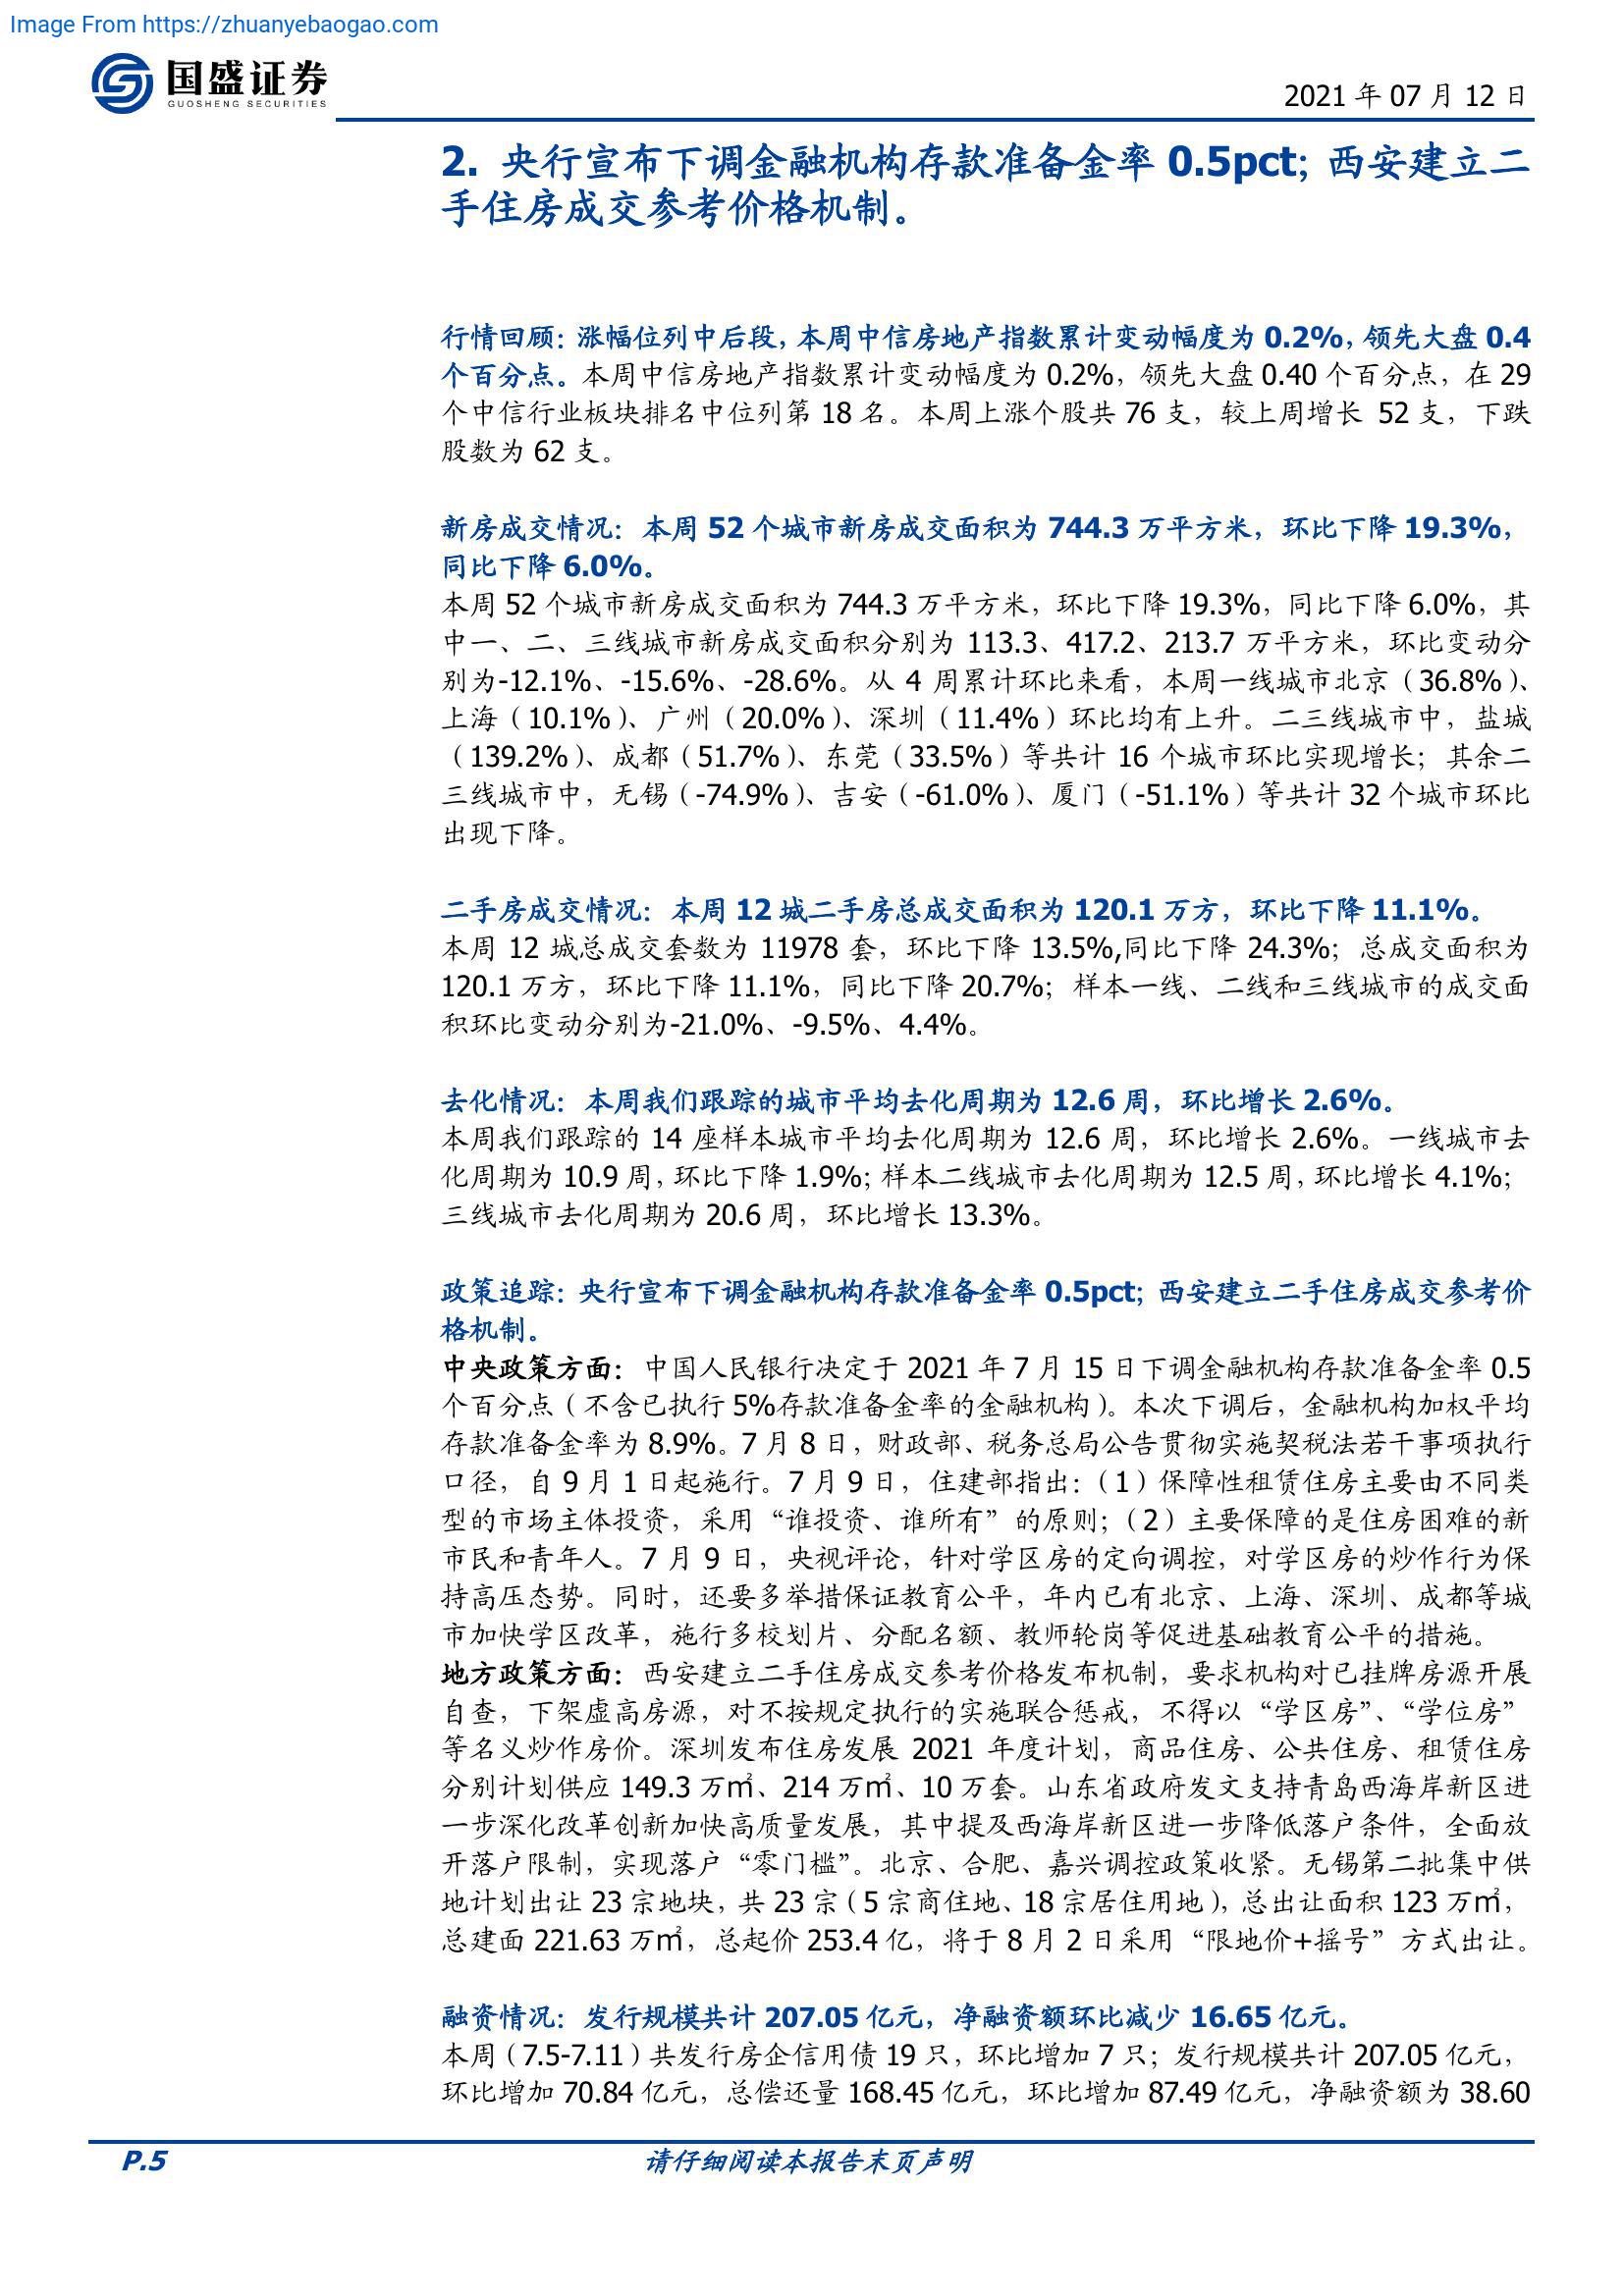 Image From https://zhuanyebaogao.com
国盛证券
GUOSHENG SECURITIES
2021 年 07 月 12 日
2. 央行宣布下调金融机构存款准备金率 0.5pct；西安建立二
手住房成交参考价格机制。
行情回顾：涨幅位列中后段，本周中信房地产指数累计变动幅度为 0.2%，领先大盘 0.4
个百分点。本周中信房地产指数累计变动幅度为 0.2%，领先大盘 0.40 个百分点，在 29
个中信行业板块排名中位列第 18 名。本周上涨个股共 76 支，较上周增长 52 支，下跌
股数为 62 支。
新房成交情况：本周 52 个城市新房成交面积为 744.3 万平方米，环比下降 19.3%，
同比下降 6.0%。
本周 52 个城市新房成交面积为 744.3 万平方米，环比下降 19.3%，同比下降 6.0%，其
中一、二、三线城市新房成交面积分别为 113.3、417.2、213.7 万平方米，环比变动分
别为-12.1%、-15.6%、-28.6%。从 4 周累计环比来看，本周一线城市北京（36.8%）、
上海（10.1%）、广州（20.0%）、深圳（11.4%）环比均有上升。二三线城市中，盐城
（139.2%）、成都（51.7%）、东莞（33.5%）等共计 16 个城市环比实现增长；其余二
三线城市中，无锡（-74.9%）、吉安（-61.0%）、厦门（-51.1%）等共计 32 个城市环比
出现下降。
二手房成交情况：本周 12 城二手房总成交面积为 120.1 万方，环比下降 11.1%。
本周 12 城总成交套数为 11978 套，环比下降 13.5%,同比下降 24.3%；总成交面积为
120.1 万方，环比下降 11.1%，同比下降 20.7%；样本一线、二线和三线城市的成交面
积环比变动分别为-21.0%、-9.5%、4.4%。
去化情况：本周我们跟踪的城市平均去化周期为 12.6 周，环比增长 2.6%。
本周我们跟踪的 14 座样本城市平均去化周期为 12.6 周，环比增长 2.6%。一线城市去
化周期为 10.9 周，环比下降 1.9%；样本二线城市去化周期为 12.5 周，环比增长 4.1%；
三线城市去化周期为 20.6 周，环比增长 13.3%。
政策追踪：央行宣布下调金融机构存款准备金率 0.5pct；西安建立二手住房成交参考价
格机制。
中央政策方面：中国人民银行决定于 2021 年 7 月 15 日下调金融机构存款准备金率 0.5
个百分点（不含已执行 5%存款准备金率的金融机构）。本次下调后，金融机构加权平均
存款准备金率为 8.9%。7 月 8 日，财政部、税务总局公告贯彻实施契税法若干事项执行
口径，自 9 月 1 日起施行。7 月 9 日，住建部指出：（1）保障性租赁住房主要由不同类
型的市场主体投资，采用“谁投资、谁所有”的原则；（2）主要保障的是住房困难的新
市民和青年人。7 月 9 日，央视评论，针对学区房的定向调控，对学区房的炒作行为保
持高压态势。同时，还要多举措保证教育公平，年内已有北京、上海、深圳、成都等城
市加快学区改革，施行多校划片、分配名额、教师轮岗等促进基础教育公平的措施。
地方政策方面：西安建立二手住房成交参考价格发布机制，要求机构对已挂牌房源开展
自查，下架虚高房源，对不按规定执行的实施联合惩戒，不得以“学区房”、“学位房”
等名义炒作房价。深圳发布住房发展 2021 年度计划，商品住房、公共住房、租赁住房
分别计划供应 149.3 万㎡、214 万㎡、10 万套。山东省政府发文支持青岛西海岸新区进
一步深化改革创新加快高质量发展，其中提及西海岸新区进一步降低落户条件，全面放
开落户限制，实现落户“零门槛”。北京、合肥、嘉兴调控政策收紧。无锡第二批集中供
地计划出让 23 宗地块，共 23 宗（5 宗商住地、18 宗居住用地），总出让面积 123 万㎡，
总建面 221.63 万㎡，总起价 253.4 亿，将于 8 月 2 日采用“限地价+摇号”方式出让。
融资情况：发行规模共计 207.05 亿元，净融资额环比减少 16.65 亿元。
本周（7.5-7.11）共发行房企信用债 19 只，环比增加 7 只；发行规模共计 207.05 亿元，
环比增加 70.84 亿元，总偿还量 168.45 亿元，环比增加 87.49 亿元，净融资额为 38.60
P.5
请仔细阅读本报告末页声明